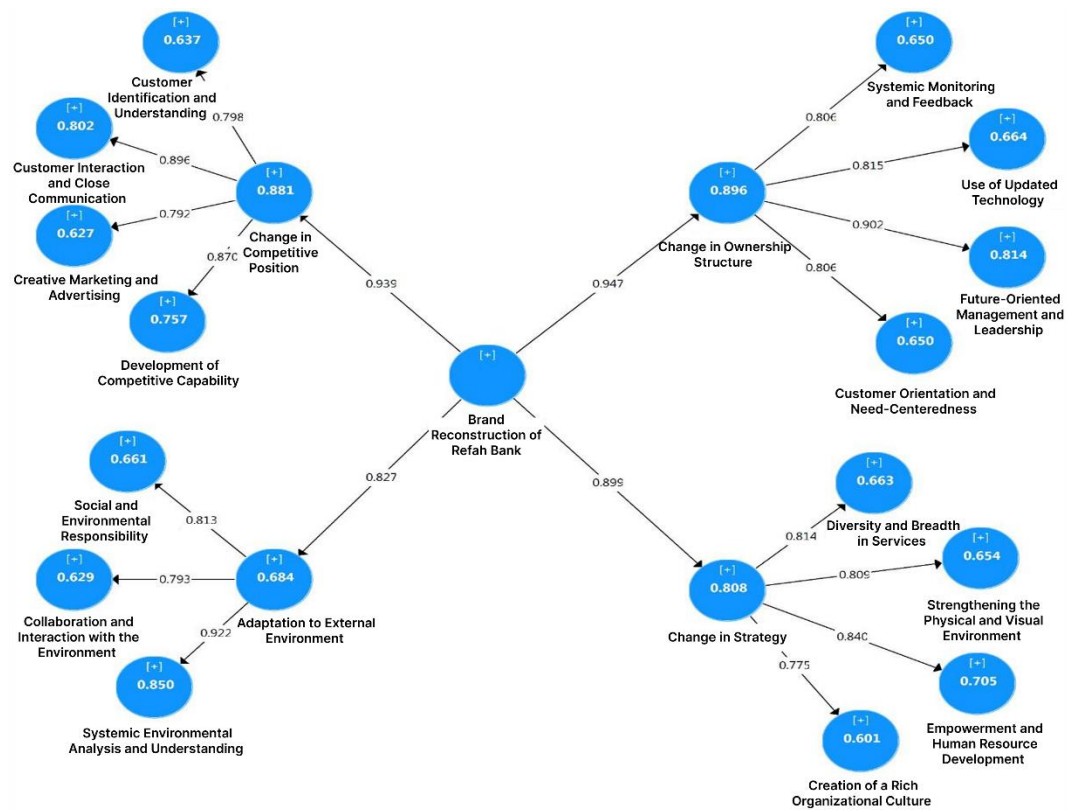 [+]
0.637
Customer
Identification and
Understanding
[+]
0.802
Customer Interaction
and Close
Communication
[+]
0.627
Creative Marketing and
Advertising
[+]
0.757
Development of
Competitive Capability
0.798
0.896
0.792
0.870
[+]
0.881
Change in
Competitive
Position
0.939
[+]
0.650
Systemic Monitoring
and Feedback
[+]
0.664
Use of Updated
Technology
[+]
0.814
Future-Oriented
Management and
Leadership
[+]
0.650
Customer Orientation and
Need-Centeredness
0.806
0.815
0.902
0.806
[+]
0.896
Change in Ownership
Structure
0.947
[+]
Brand
Reconstruction of
Refah Bank
0.827
0.899
[+]
0.661
Social and
Environmental
Responsibility
[+]
0.629
Collaboration and
Interaction with the
Environment
[+]
0.850
Systemic Environmental
Analysis and Understanding
0.813
0.793
0.922
[+]
0.684
Adaptation to External
Environment
[+]
0.663
Diversity and Breadth
in Services
[+]
0.654
Strengthening the
Physical and Visual
Environment
[+]
0.705
Empowerment and
Human Resource
Development
[+]
0.601
Creation of a Rich
Organizational Culture
0.814
0.809
0.840
0.775
[+]
0.808
Change in Strategy